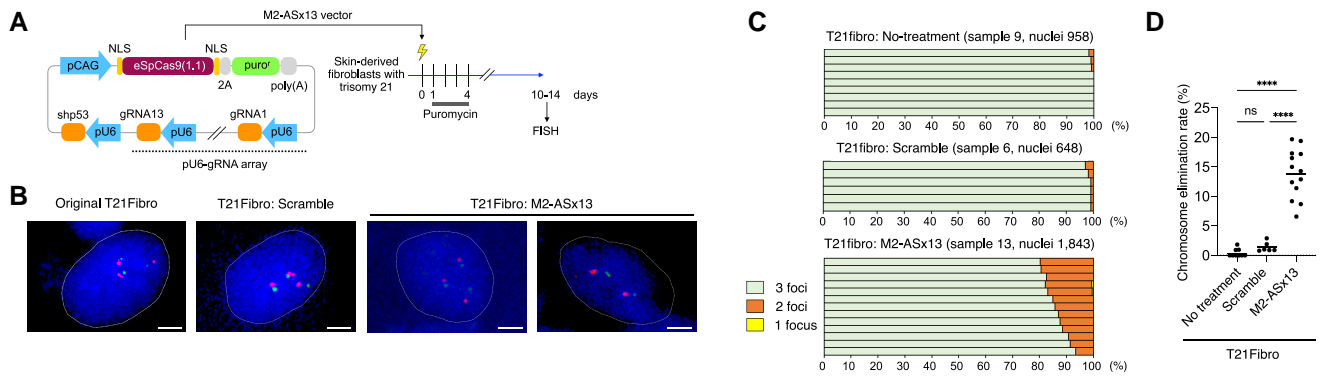 A
M2-ASx13 vector
NLS
NLS
pCAG
eSpCas9(1.1)
puroʳ
2A
poly(A)
shp53
gRNA13
gRNA1
pU6
pU6
pU6
pU6-gRNA array
Skin-derived
fibroblasts with
trisomy 21
0 1 4 10-14 days
Puromycin
FISH
B
Original T21Fibro
T21Fibro: Scramble
T21Fibro: M2-ASx13
C
T21fibro: No-treatment (sample 9, nuclei 958)
0 10 20 30 40 50 60 70 80 90 100 (%)
T21fibro: Scramble (sample 6, nuclei 648)
0 10 20 30 40 50 60 70 80 90 100 (%)
T21fibro: M2-ASx13 (sample 13, nuclei 1,843)
3 foci
2 foci
1 focus
0 10 20 30 40 50 60 70 80 90 100 (%)
D
Chromosome elimination rate (%)
25
20
15
10
5
0
****
ns
****
No treatment
Scramble
M2-ASx13
T21Fibro